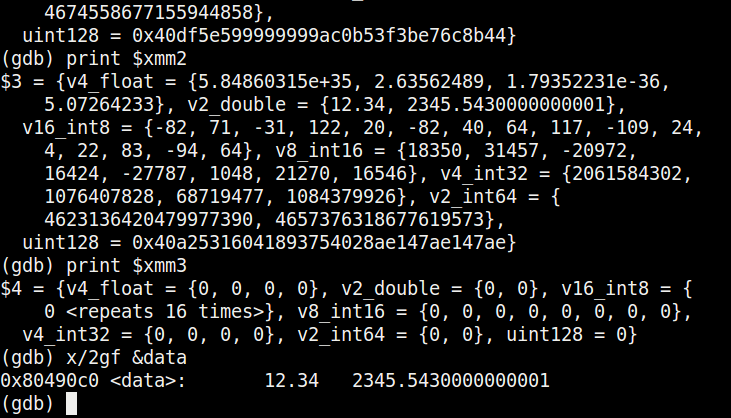 46745586771559448​58},
uint128 = 0x40df5e599999999ac0b53f3be76c8b44}
(gdb) print $xmm2
$3 = {v4_float = {5.84860315e+35, 2.63562489, 1.79352231e-36,
5.07264233}, v2_double = {12.34, 2345.5430000000001},
v16_int8 = {-82, 71, -31, 122, 20, -82, 40, 64, 117, -109, 24,
4, 22, 83, -94, 64}, v8_int16 = {18350, 31457, -20972,
16424, -27787, 1048, 21270, 16546}, v4_int32 = {2061584302,
1076407828, 68719477, 1084379926}, v2_int64 = {
4623136420479977390, 4657376318677619573},
uint128 = 0x40a25316041893754028ae147ae147ae}
(gdb) print $xmm3
$4 = {v4_float = {0, 0, 0, 0}, v2_double = {0, 0}, v16_int8 = {
0 <repeats 16 times>}, v8_int16 = {0, 0, 0, 0, 0, 0, 0, 0},
v4_int32 = {0, 0, 0, 0}, v2_int64 = {0, 0}, uint128 = 0}
(gdb) x/2gf &data
0x80490c0 <data>: 12.34 2345.5430000000001
(gdb)